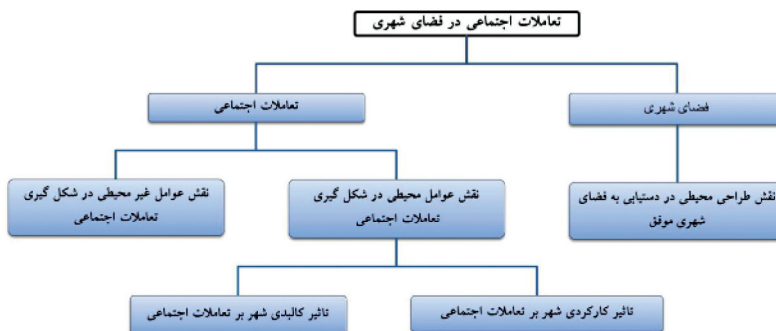 تعاملات اجتماعی در فضای شهری
فضای شهری
تعاملات اجتماعی
نقش طراحی محیطی در دستیابی به فضای
شهری موفق
نقش عوامل محیطی در شکل گیری
تعاملات اجتماعی
نقش عوامل غیر محیطی در شکل گیری
تعاملات اجتماعی
تاثیر کارکردی شهر بر تعاملات اجتماعی
تاثیر کالبدی شهر بر تعاملات اجتماعی